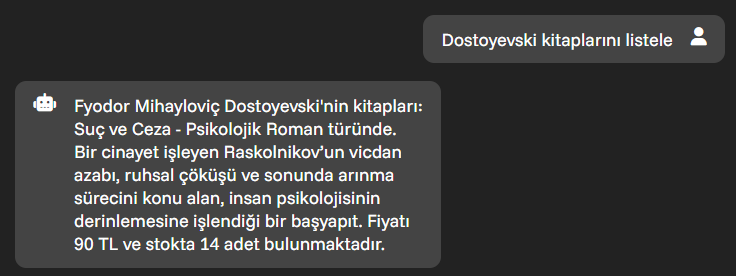 Dostoyevski kitaplarını listele
Fyodor Mihayloviç Dostoyevski'nin kitapları:
Suç ve Ceza - Psikolojik Roman türünde.
Bir cinayet işleyen Raskolnikov’un vicdan
azabı, ruhsal çöküşü ve sonunda arınma
sürecini konu alan, insan psikolojisinin
derinlemesine işlendiği bir başyapıt. Fiyatı
90 TL ve stokta 14 adet bulunmaktadır.